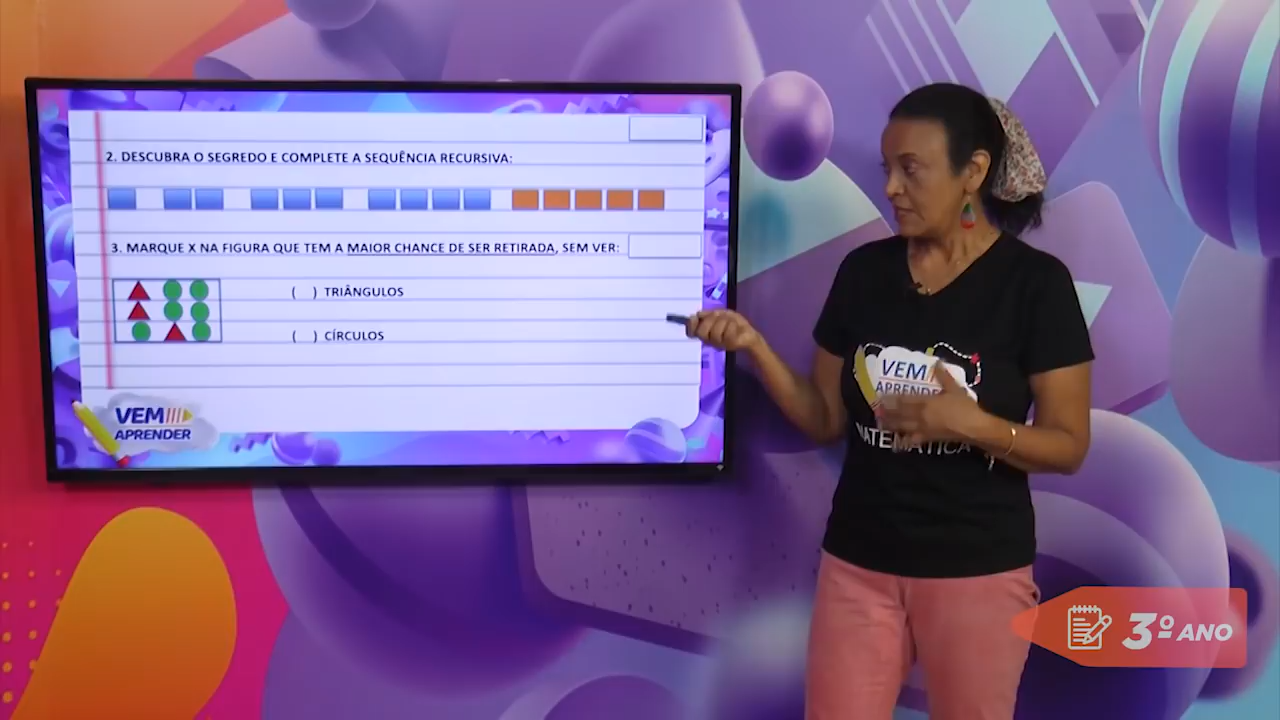 2. DESCUBRA O SEGREDO E COMPLETE A SEQUÊNCIA RECURSIVA:
3. MARQUE X NA FIGURA QUE TEM A MAIOR CHANCE DE SER RETIRADA, SEM VER:
( ) TRIÂNGULOS
( ) CÍRCULOS
VEM
APRENDER
VEM
APRENDER
MATEMÁTICA
3º ANO